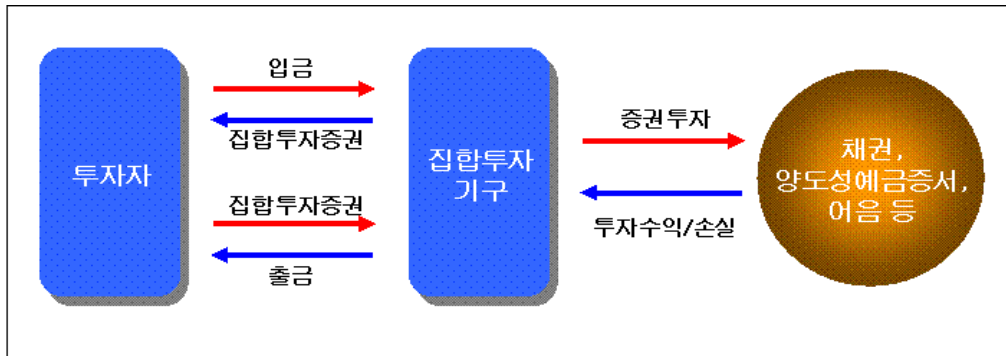 투자자
입금
집합투자증권
집합투자증권
출금
집합투자
기구
증권투자
투자수익/손실
채권,
양도성예금증서,
어음 등